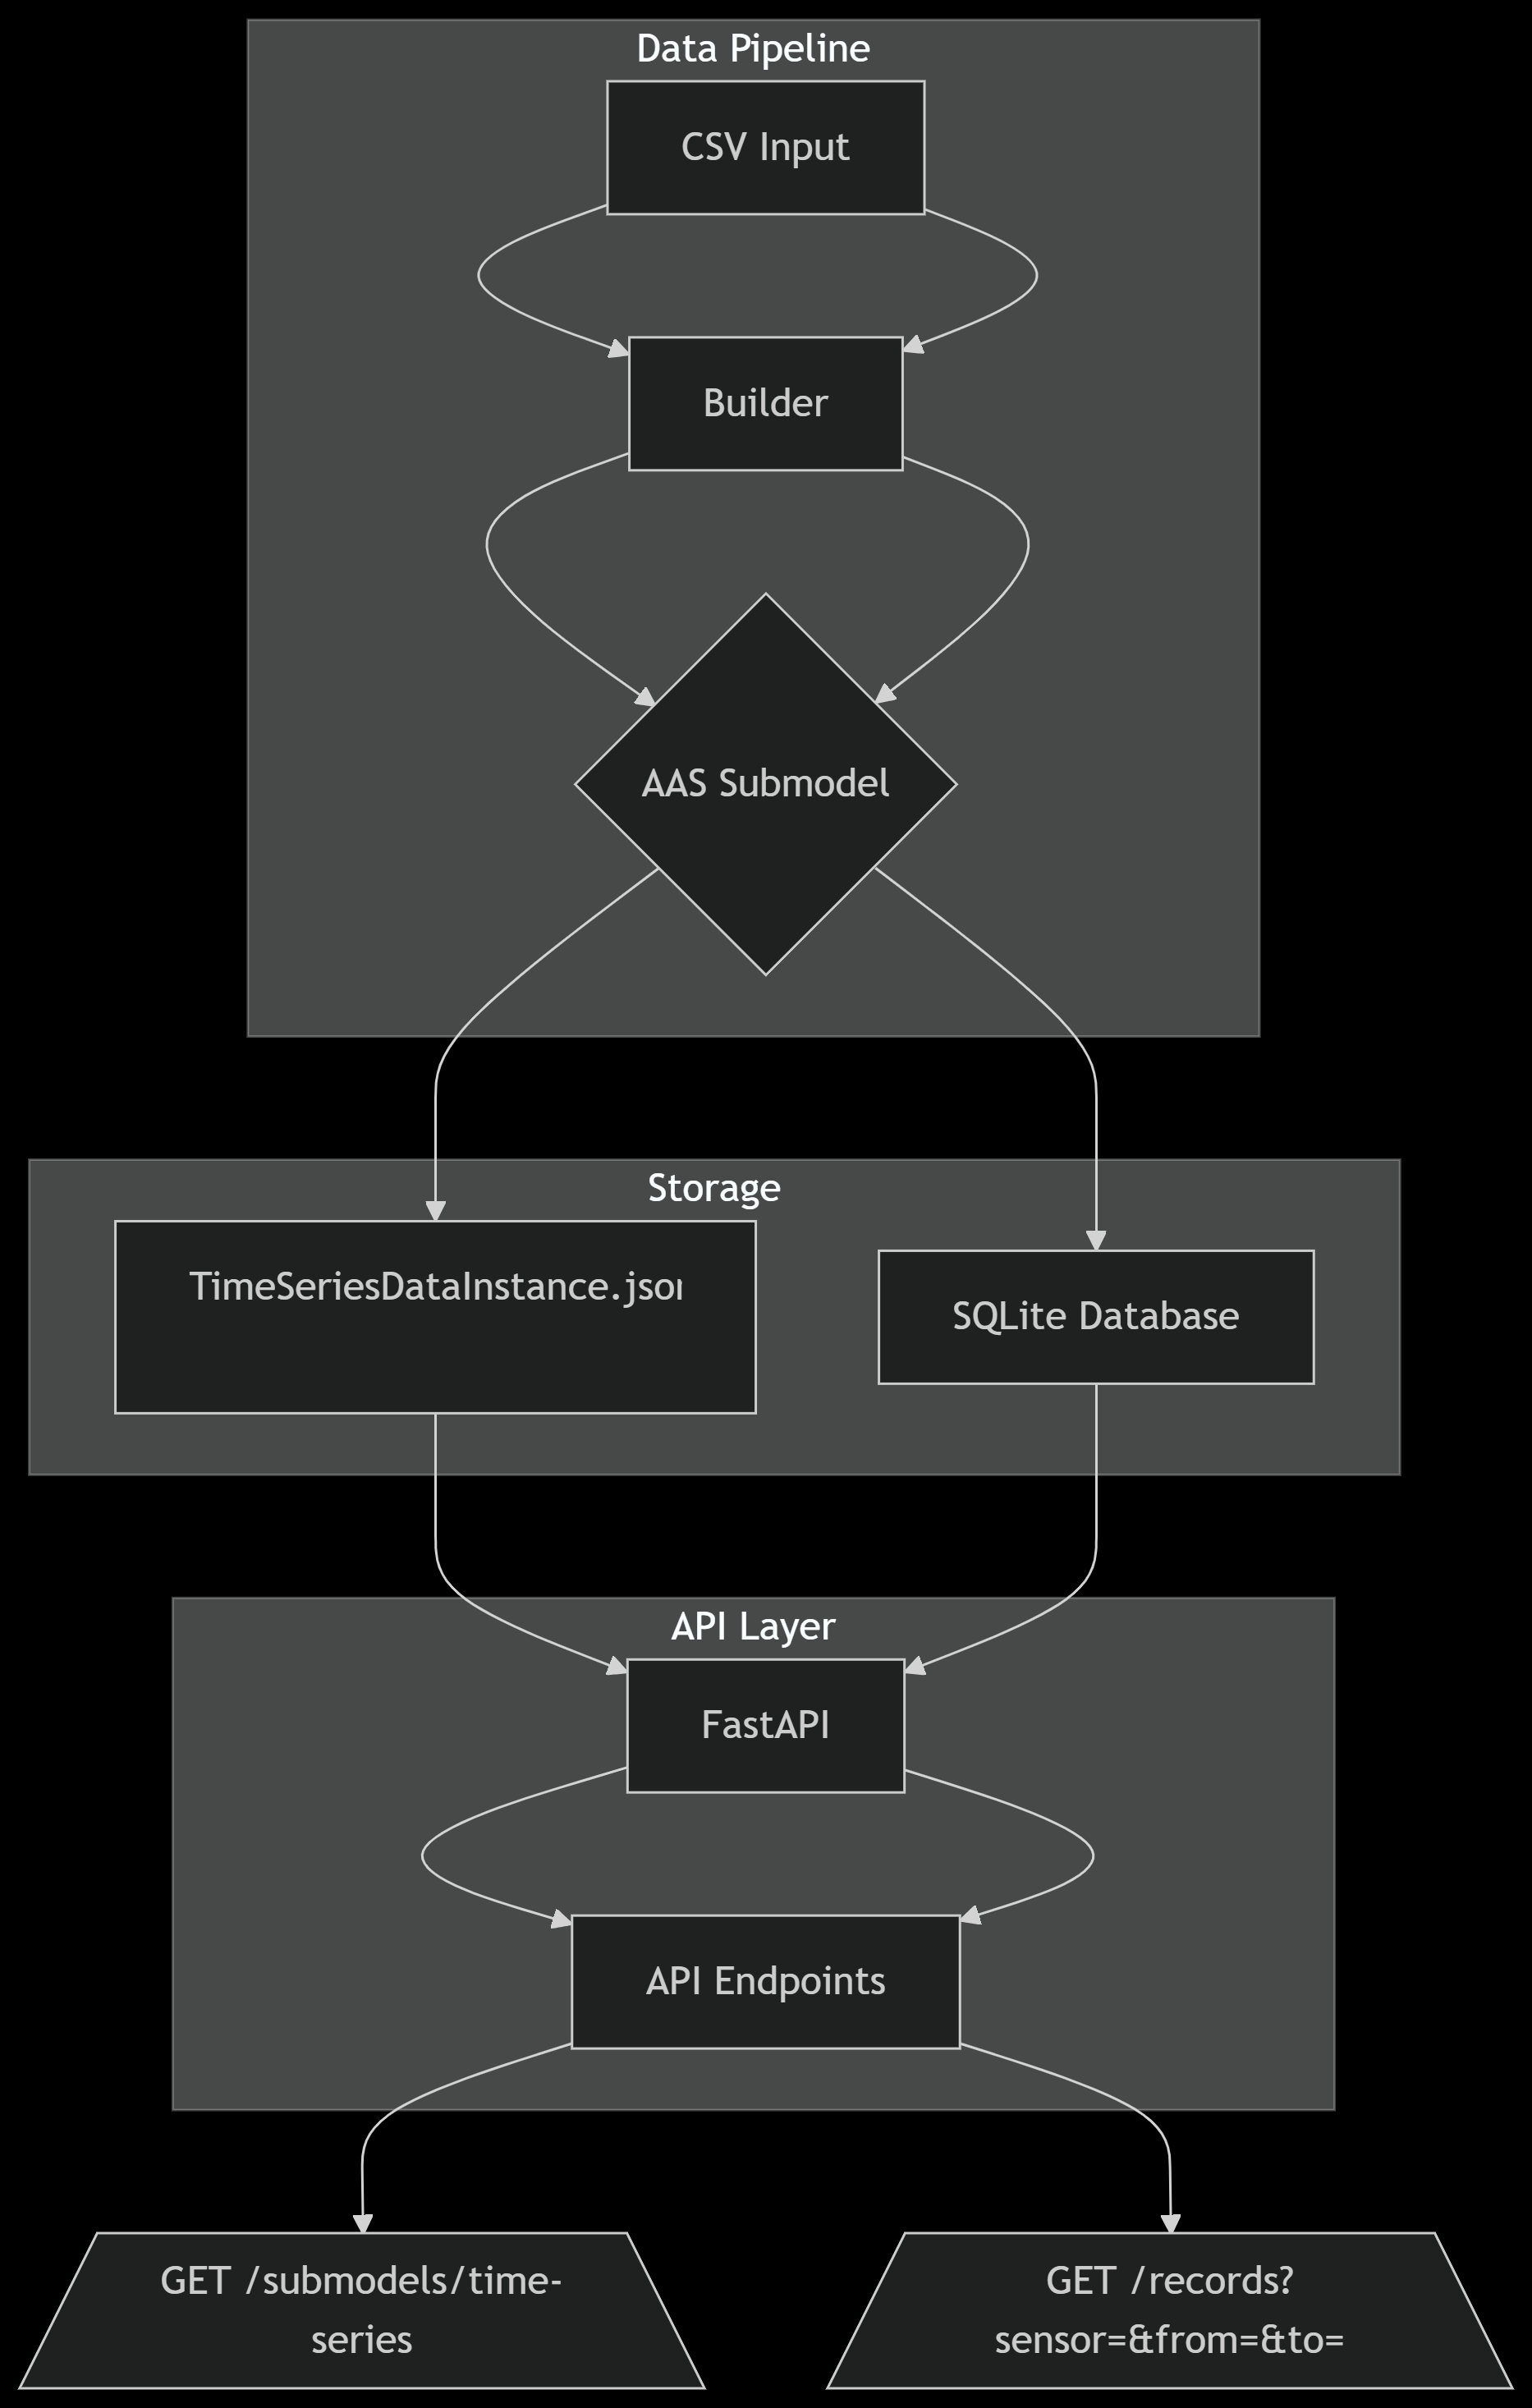 Data Pipeline
CSV Input
Builder
AAS Submodel
Storage
TimeSeriesDataInstance.json
SQLite Database
API Layer
FastAPI
API Endpoints
GET /submodels/time-
series
GET /records?
sensor=&from=&to=